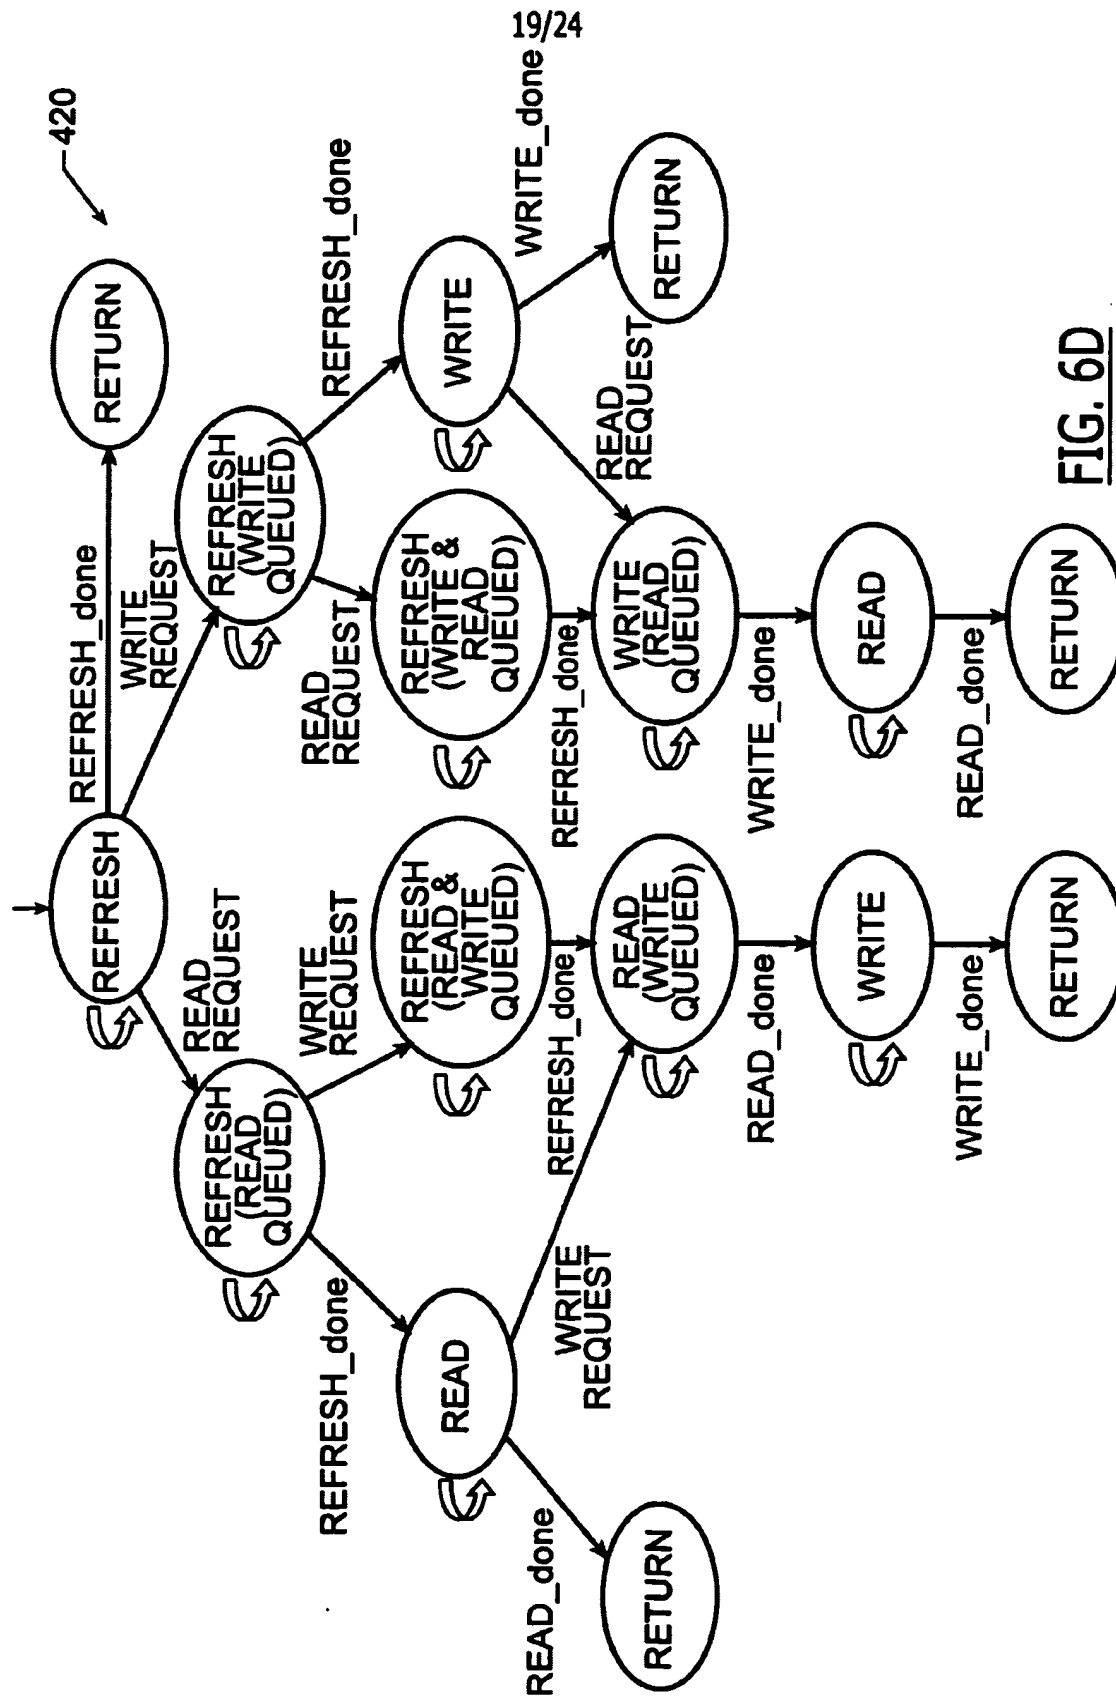 19/24
420
REFRESH
REFRESH_done
RETURN
READ
REQUEST
WRITE
REQUEST
REFRESH
(READ
QUEUED)
REFRESH
(WRITE
QUEUED)
REFRESH_done
WRITE
REQUEST
READ
REQUEST
REFRESH_done
READ
REFRESH
(READ &
WRITE
QUEUED)
REFRESH
(WRITE &
READ
QUEUED)
WRITE
READ_done
WRITE
REQUEST
REFRESH_done
REFRESH_done
READ
REQUEST
WRITE_done
RETURN
READ
(WRITE
QUEUED)
WRITE
(READ
QUEUED)
RETURN
READ_done
WRITE_done
WRITE
READ
WRITE_done
READ_done
RETURN
RETURN
FIG. 6D